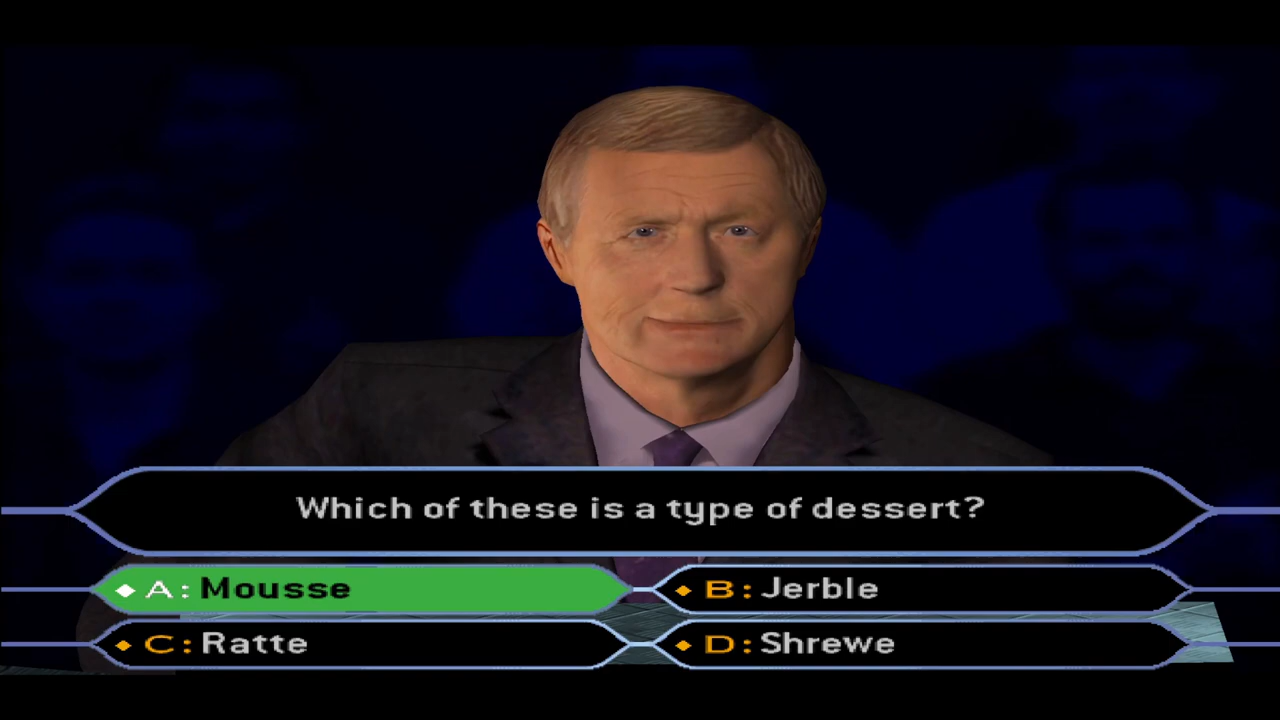 Which of these is a type of dessert?
A: Mousse
B: Jerble
C: Ratte
D: Shrewe